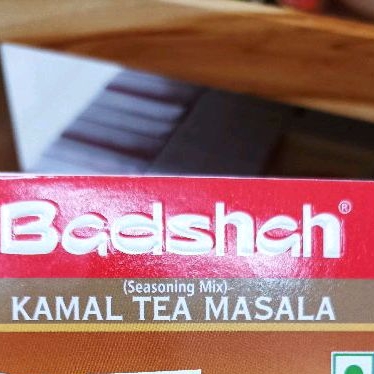 Badshah®
(Seasoning Mix)
KAMAL TEA MASALA